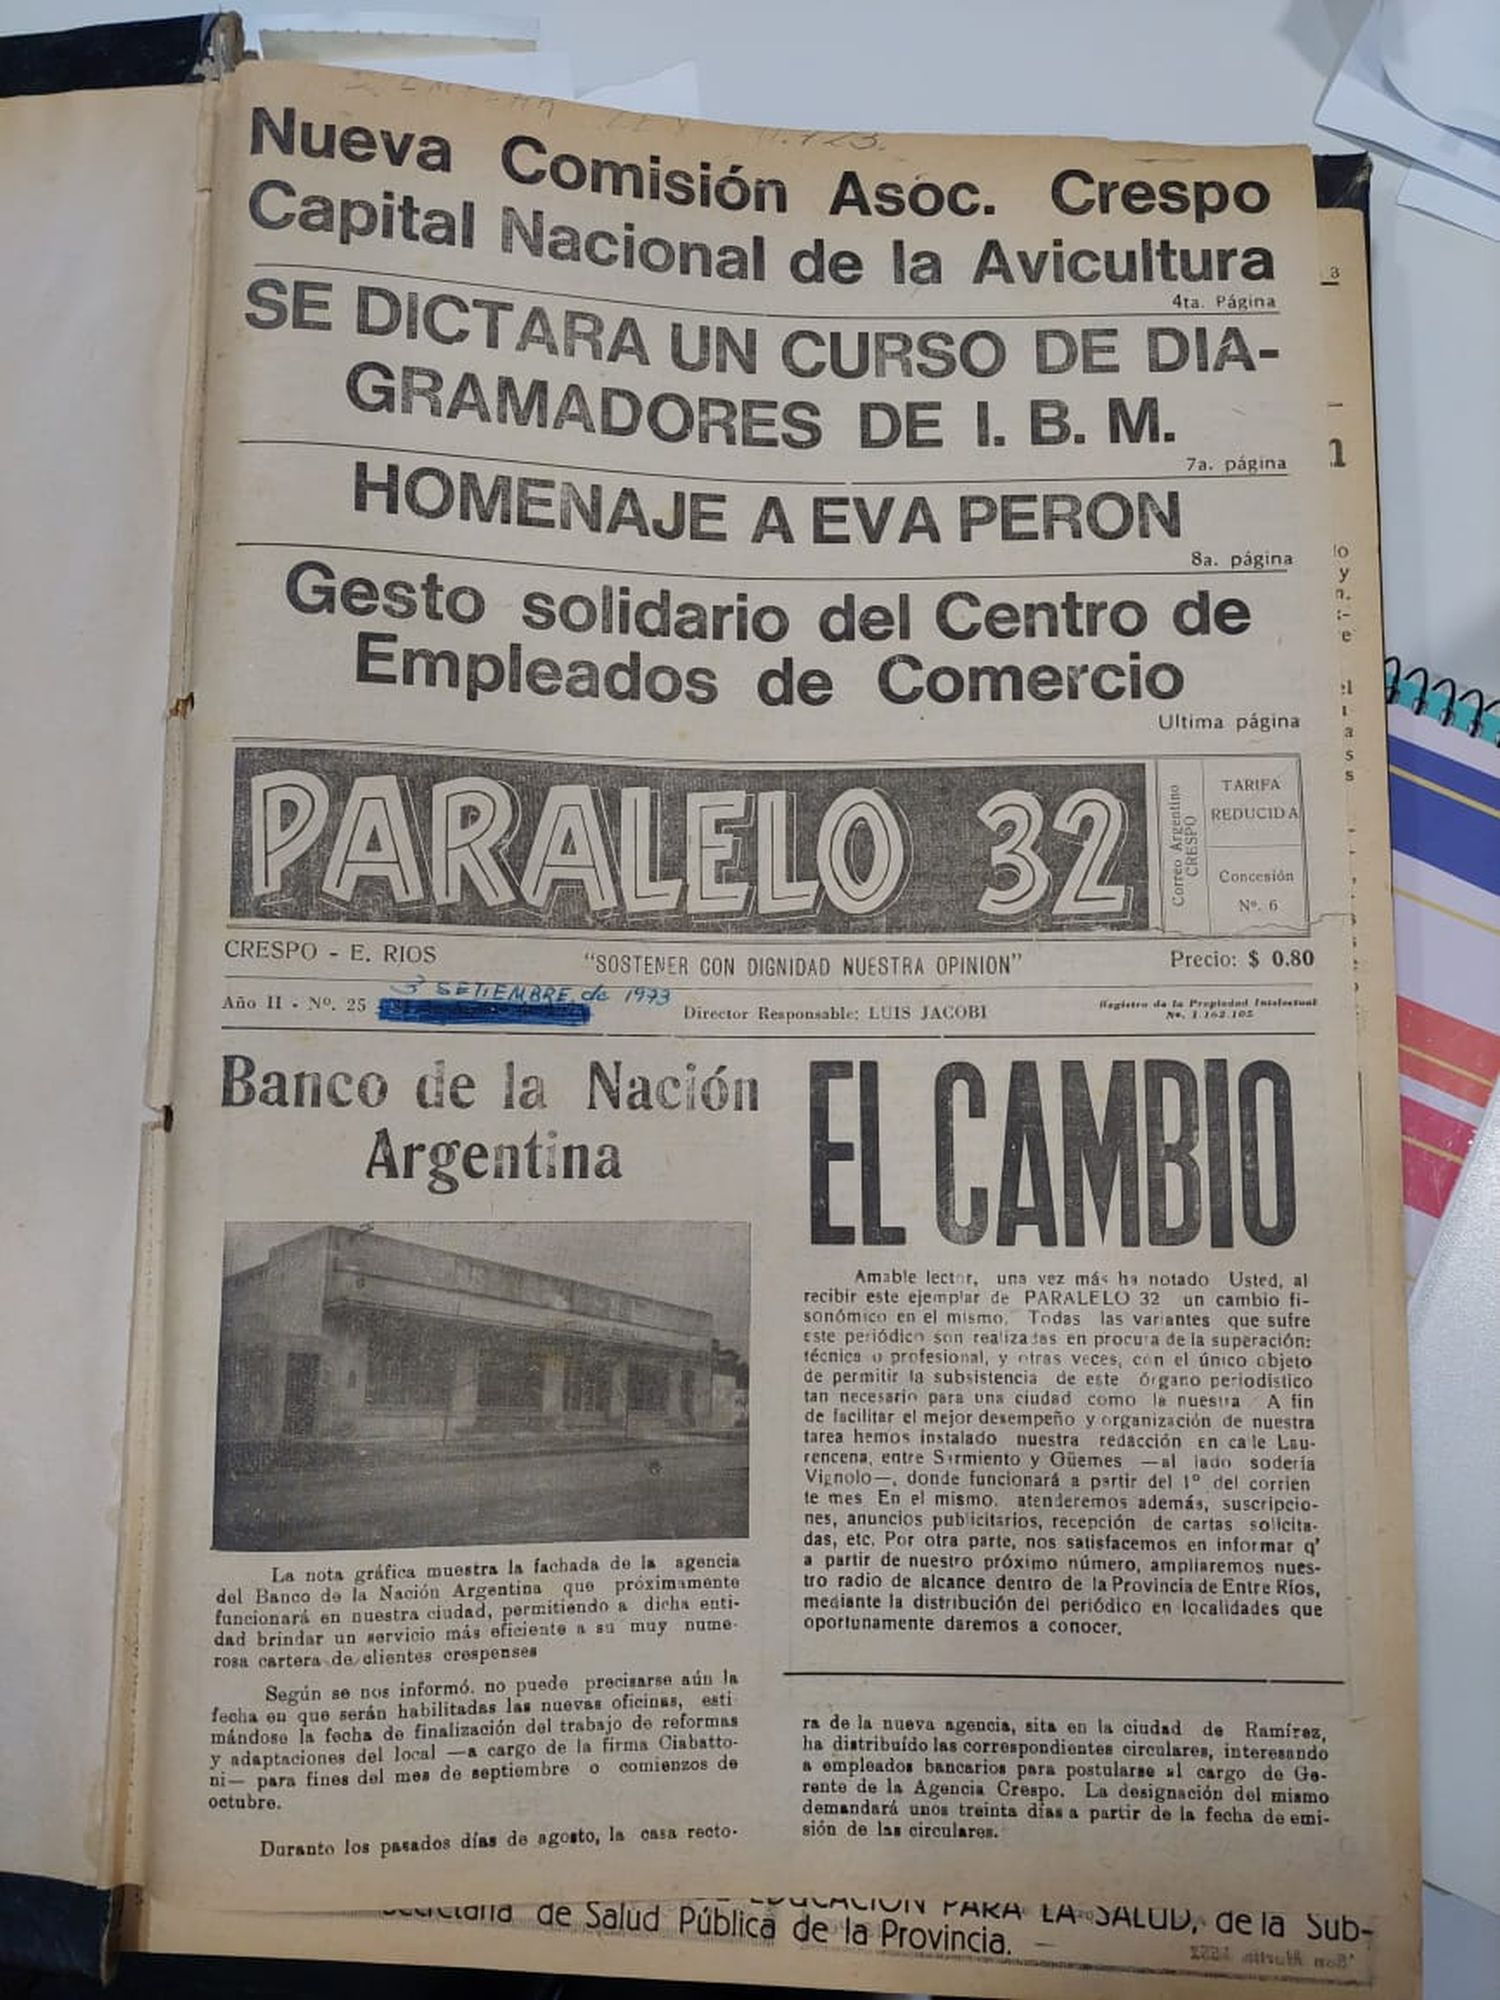 Nueva Comisión Asoc. Crespo
Capital Nacional de la Avicultura
4ta. Página
SE DICTARA UN CURSO DE DIA-
GRAMADORES DE I. B. M.
7a. página
HOMENAJE A EVA PERON
8a. página
Gesto solidario del Centro de
Empleados de Comercio
Ultima página
PARALELO 32
Correo Argentino
CRESPO
TARIFA
REDUCIDA
Concesión
Nº. 6
CRESPO - E. RIOS
"SOSTENER CON DIGNIDAD NUESTRA OPINION"
Precio: $ 0.80
Año II - Nº. 25
3 SETIEMBRE de 1973
Director Responsable: LUIS JACOBI
Registro de la Propiedad Intelectual
Nº. 1.162.105
Banco de la Nación
Argentina
La nota gráfica muestra la fachada de la agencia
del Banco de la Nación Argentina que próximamente
funcionará en nuestra ciudad, permitiendo a dicha enti-
dad brindar un servicio más eficiente a su muy nume-
rosa cartera de clientes crespenses
Según se nos informó. no puede precisarse aún la
fecha en que serán habilitadas las nuevas oficinas, esti
mándose la fecha de finalización del trabajo de reformas
y adaptaciones del local —a cargo de la firma Ciabatto-
ni— para fines del mes de septiembre o comienzos de
octubre.
Durante los pasados días de agosto, la casa recto-
EL CAMBIO
Amable lector, una vez más ha notado Usted, al
recibir este ejemplar de PARALELO 32 un cambio fi-
sonómico en el mismo. Todas las variantes que sufre
este periódico son realizadas en procura de la superación:
técnica o profesional, y otras veces, con el único objeto
de permitir la subsistencia de este órgano periodístico
tan necesario para una ciudad como la nuestra A fin
de facilitar el mejor desempeño y organización de nuestra
tarea hemos instalado nuestra redacción en calle Lau-
rencena, entre Sarmiento y Güemes —al lado sodería
Vignolo—, donde funcionará a partir del 1º del corrien
te mes En el mismo. atenderemos además, suscripcio-
nes, anuncios publicitarios, recepción de cartas solicita-
das, etc. Por otra parte, nos satisfacemos en informar q'
a partir de nuestro próximo número, ampliaremos nues-
tro radio de alcance dentro de la Provincia de Entre Ríos,
mediante la distribución del periódico en localidades que
oportunamente daremos a conocer.
ra de la nueva agencia, sita en la ciudad de Ramírez,
ha distribuído las correspondientes circulares, interesando
a empleados bancarios para postularse al cargo de Ge-
rente de la Agencia Crespo. La designación del mismo
demandará unos treinta días a partir de la fecha de emi-
sión de las circulares.
EDUCACION PARA LA SALUD, de la Sub-
secretaría de Salud Pública de la Provincia.